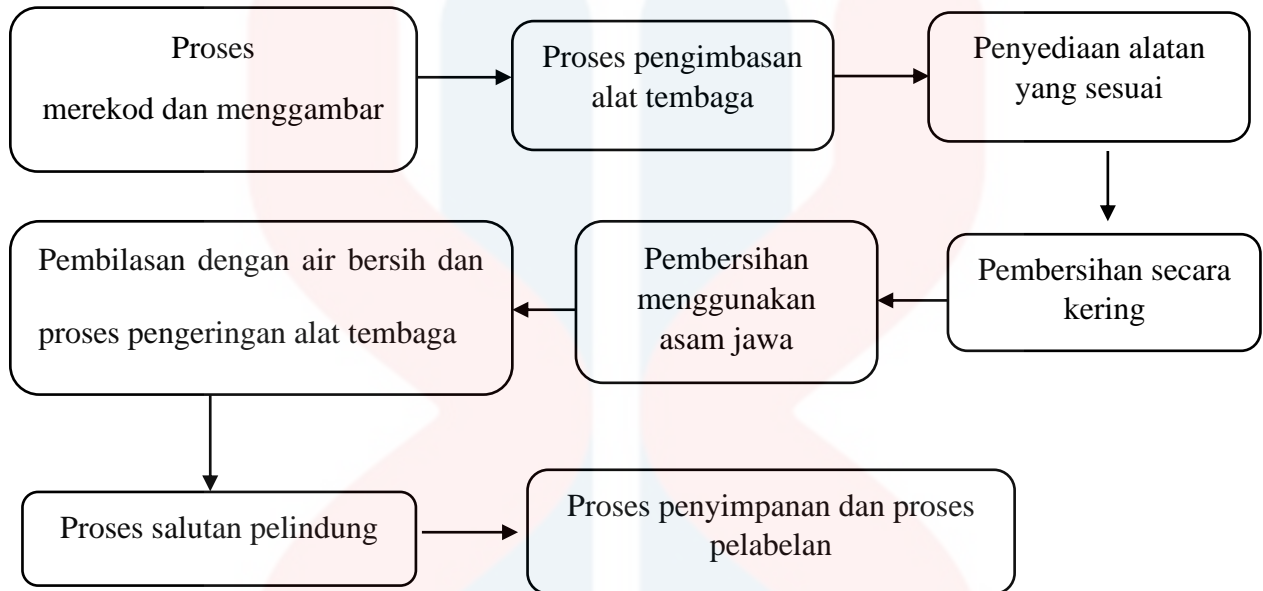 Proses
merekod dan menggambar
Proses pengimbasan
alat tembaga
Penyediaan alatan
yang sesuai
Pembersihan secara
kering
Pembersihan
menggunakan
asam jawa
Pembilasan dengan air bersih dan
proses pengeringan alat tembaga
Proses salutan pelindung
Proses penyimpanan dan proses
pelabelan